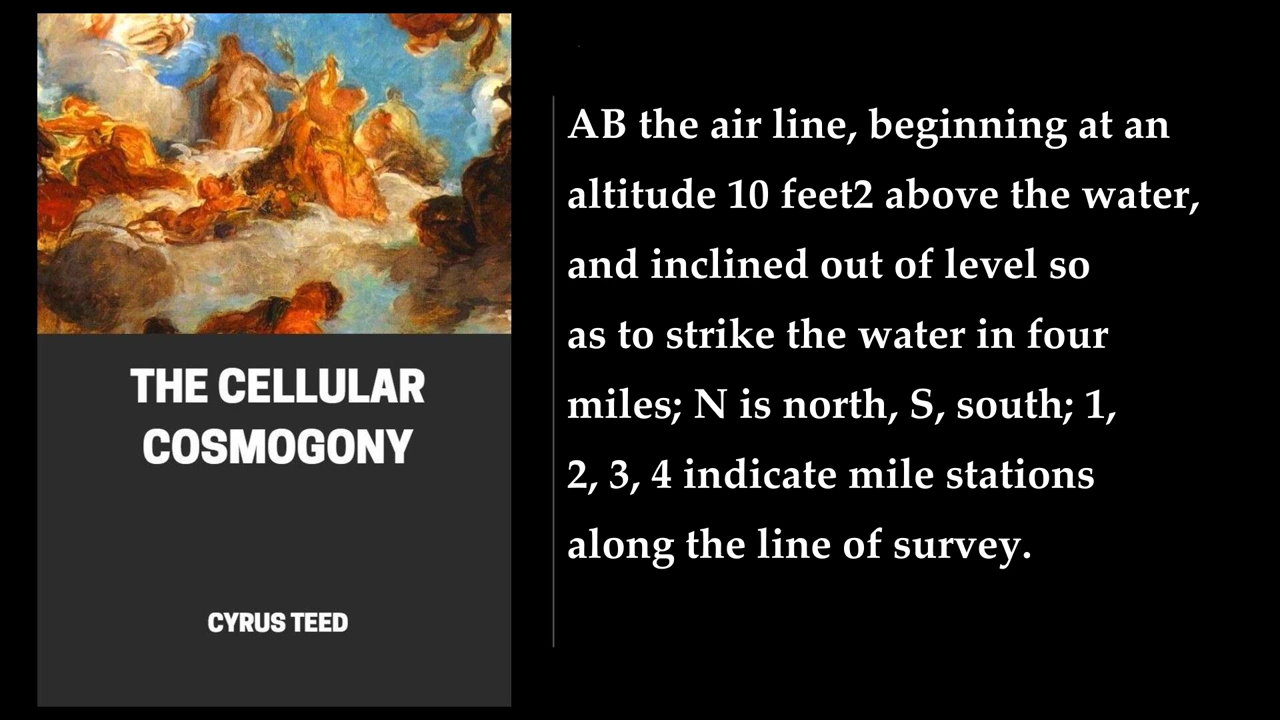 THE CELLULAR
COSMOGONY
CYRUS TEED
AB the air line, beginning at an
altitude 10 feet2 above the water,
and inclined out of level so
as to strike the water in four
miles; N is north, S, south; 1,
2, 3, 4 indicate mile stations
along the line of survey.